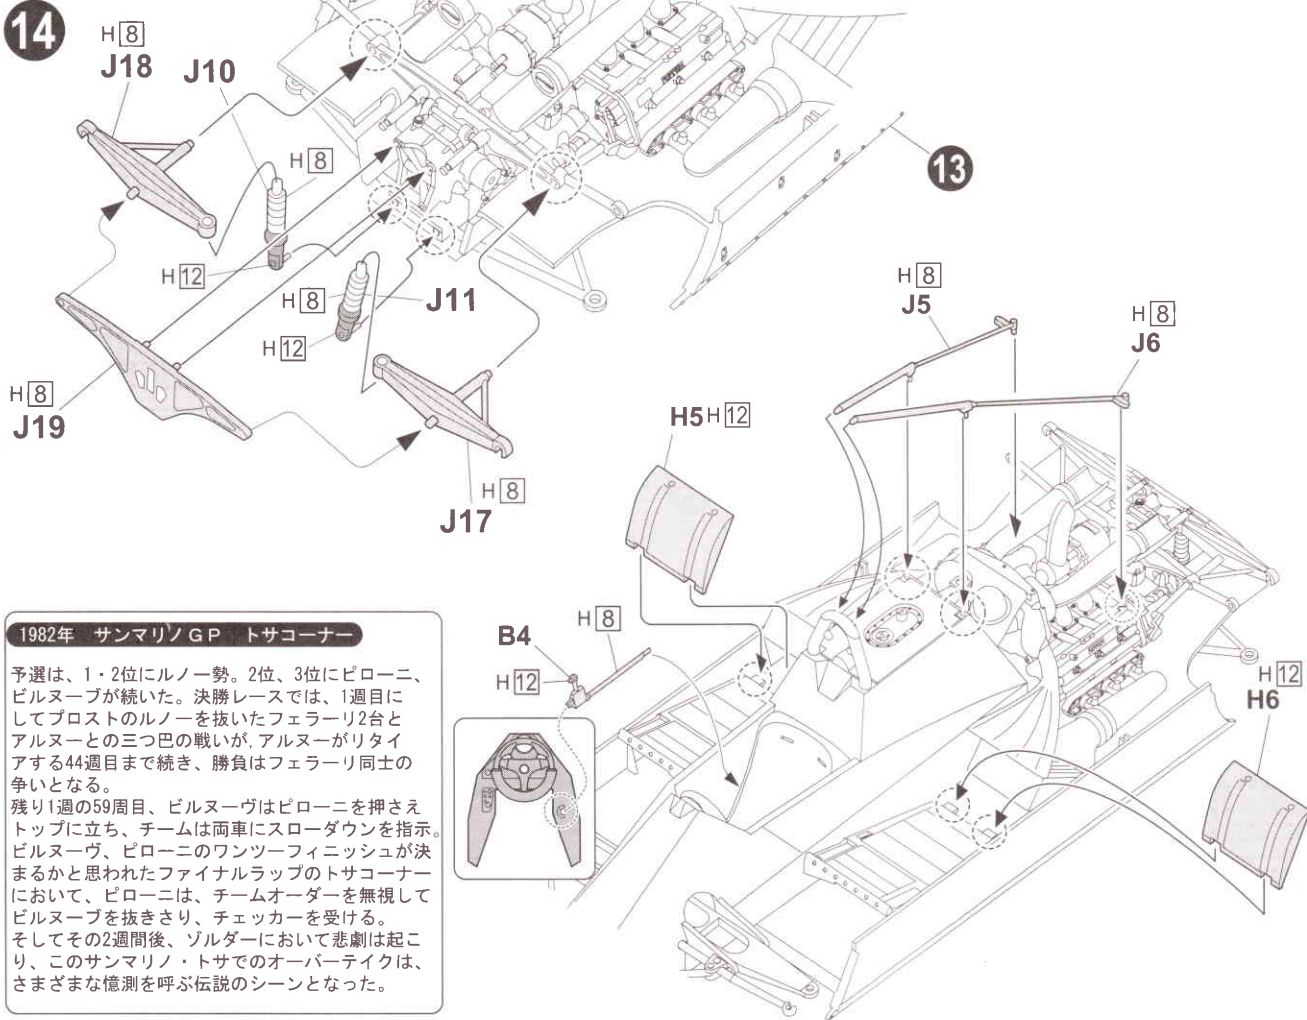 14
H 8
J18
J10
H 8
H 12
13
H 8
J11
H 12
H 8
J19
H 8
J17
H 8
J5
H 8
J6
H5 H 12
B4
H 8
H 12
H 12
H6
1982年 サンマリノGP トサコーナー
予選は、1・2位にルノー勢。2位、3位にピローニ、
ビルヌーブが続いた。決勝レースでは、1週目に
してプロストのルノーを抜いたフェラーリ2台と
アルヌーとの三つ巴の戦いが、アルヌーがリタイ
アする44週目まで続き、勝負はフェラーリ同士の
争いとなる。
残り1週の59周目、ビルヌーヴはピローニを押さえ
トップに立ち、チームは両車にスローダウンを指示。
ビルヌーヴ、ピローニのワンツーフィニッシュが決
まるかと思われたファイナルラップのトサコーナー
において、ピローニは、チームオーダーを無視して
ビルヌーブを抜きさり、チェッカーを受ける。
そしてその2週間後、ゾルダーにおいて悲劇は起こ
り、このサンマリノ・トサでのオーバーテイクは、
さまざまな憶測を呼ぶ伝説のシーンとなった。